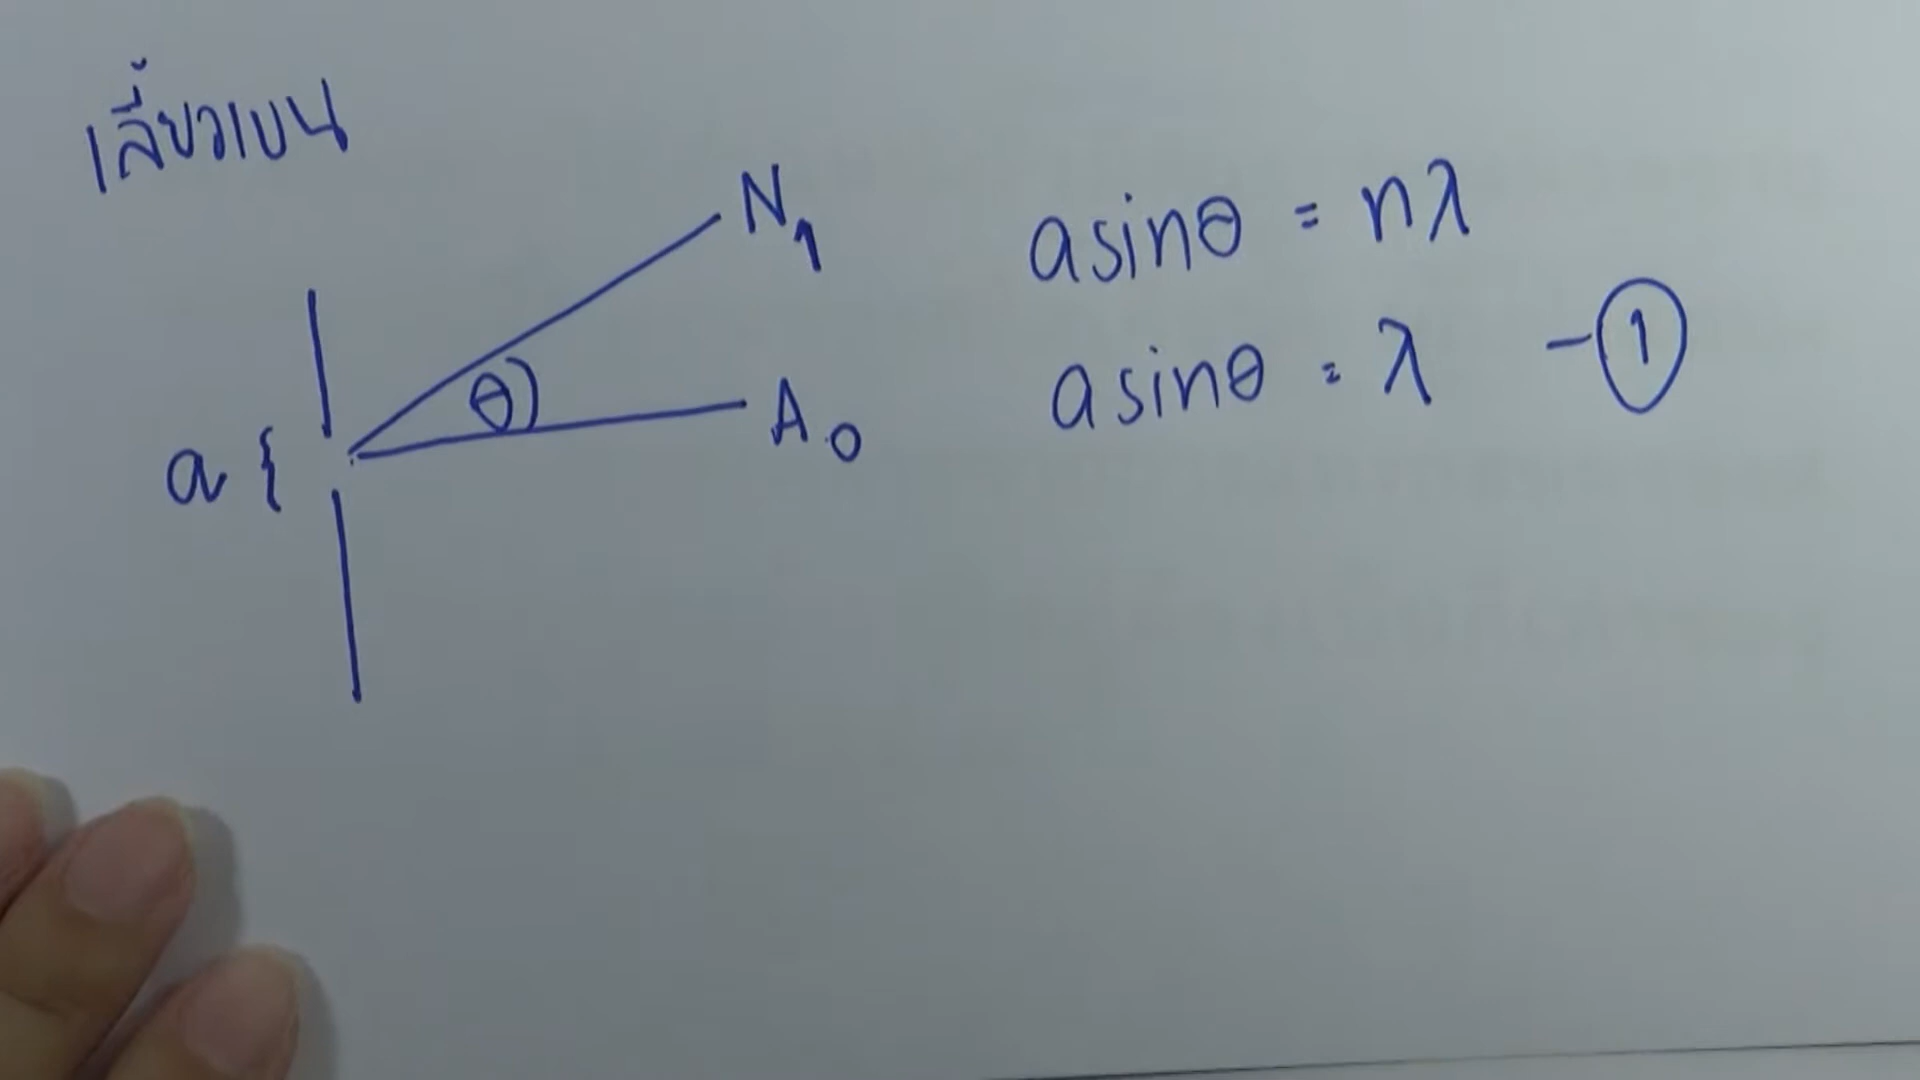 เลี้ยวเบน
N₁
a sinθ = nλ
θ
a sinθ = λ - ①
A₀
a {